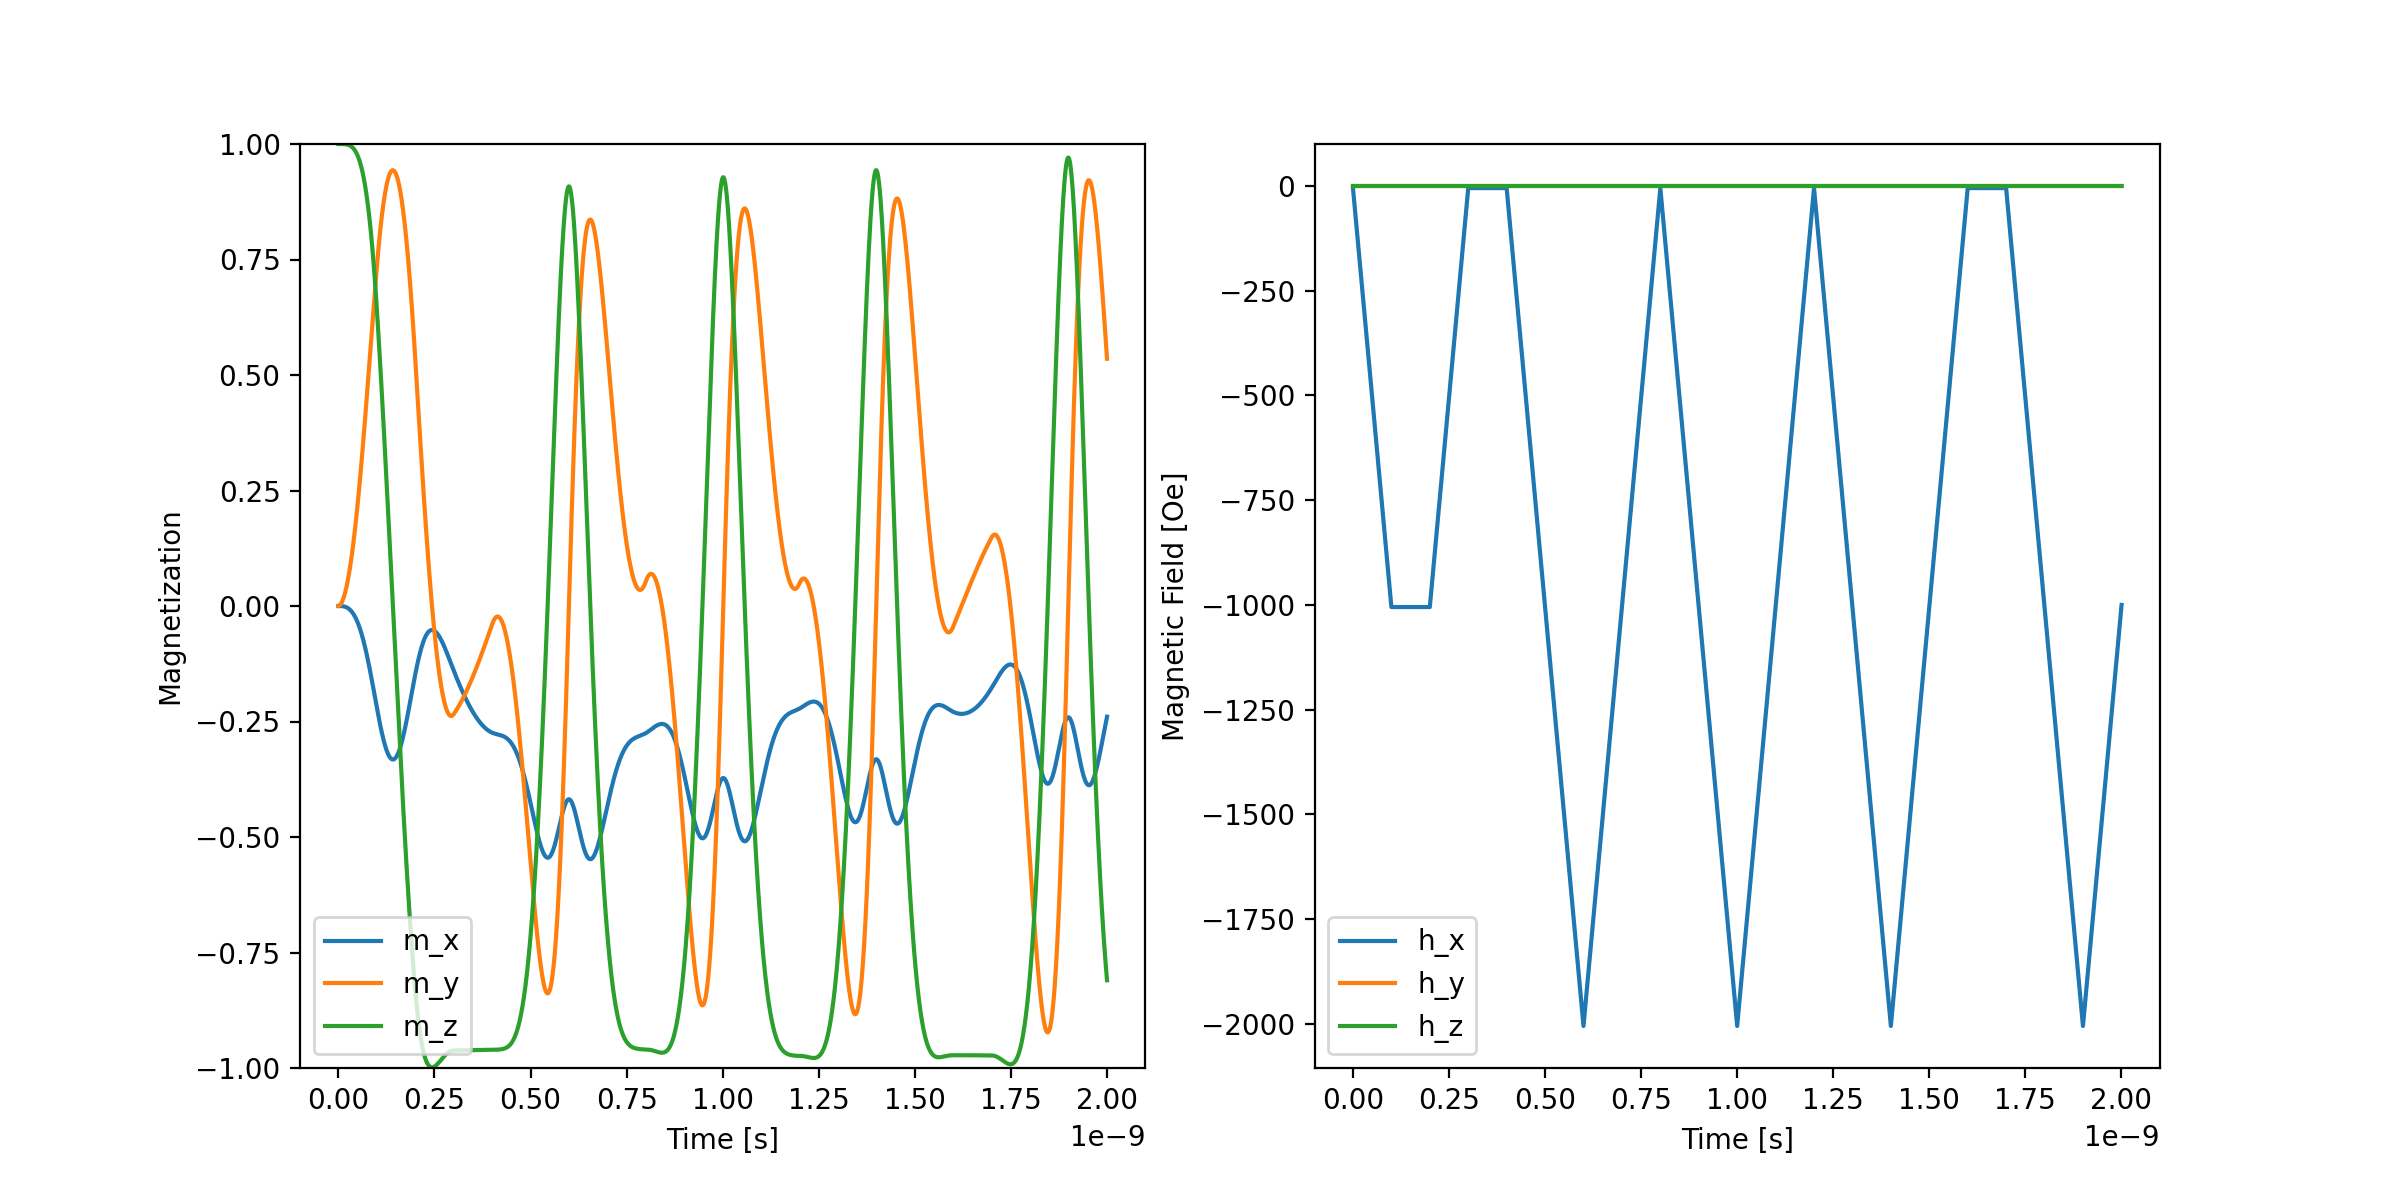 1.00
0.75
0.50
0.25
0.00
−0.25
−0.50
−0.75
−1.00
Magnetization
m_x
m_y
m_z
0.00 0.25 0.50 0.75 1.00 1.25 1.50 1.75 2.00
Time [s]
1e−9
0
−250
−500
−750
−1000
−1250
−1500
−1750
−2000
Magnetic Field [Oe]
h_x
h_y
h_z
0.00 0.25 0.50 0.75 1.00 1.25 1.50 1.75 2.00
Time [s]
1e−9